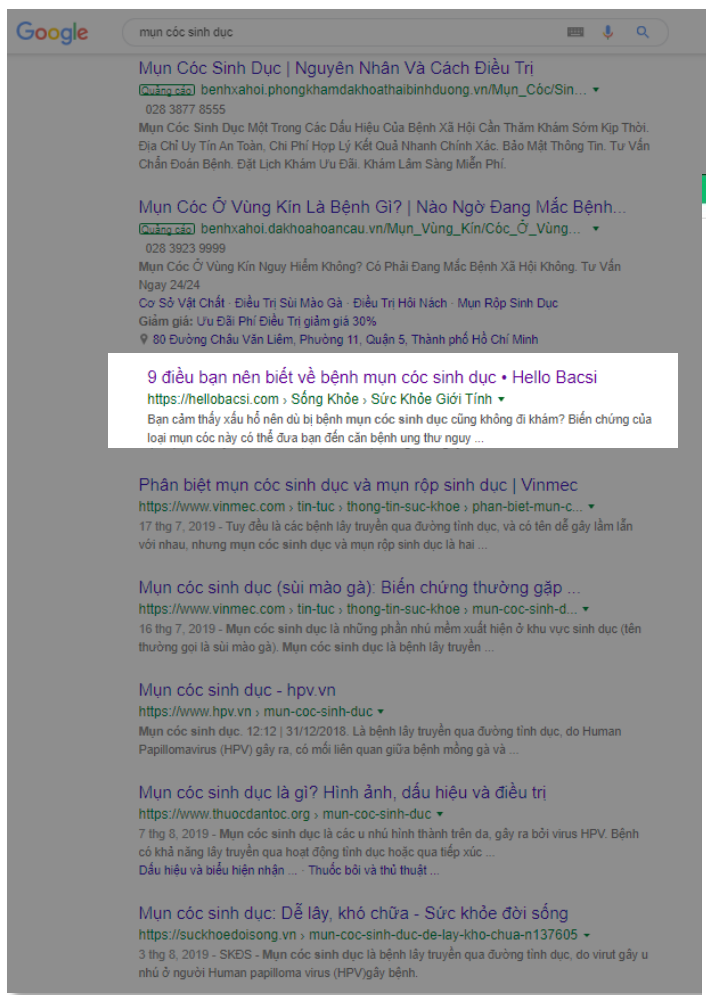 Google
mụn cóc sinh dục
Mụn Cóc Sinh Dục | Nguyên Nhân Và Cách Điều Trị
Quảng cáo benhxahoi.phongkhamdakhoathaibinhduong.vn/Mụn_Cóc/Sin...
028 3877 8555
Mụn Cóc Sinh Dục Một Trong Các Dấu Hiệu Của Bệnh Xã Hội Cần Thăm Khám Sớm Kịp Thời.
Địa Chỉ Uy Tín An Toàn, Chi Phí Hợp Lý Kết Quả Nhanh Chính Xác. Bảo Mật Thông Tin. Tư Vấn
Chẩn Đoán Bệnh. Đặt Lịch Khám Ưu Đãi. Khám Lâm Sàng Miễn Phí.
Mụn Cóc Ở Vùng Kín Là Bệnh Gì? | Nào Ngờ Đang Mắc Bệnh...
Quảng cáo benhxahoi.dakhoahoancau.vn/Mụn_Vùng_Kín/Cóc_Ở_Vùng...
028 3923 9999
Mụn Cóc Ở Vùng Kín Nguy Hiểm Không? Có Phải Đang Mắc Bệnh Xã Hội Không. Tư Vấn
Ngay 24/24
Cơ Sở Vật Chất · Điều Trị Sùi Mào Gà · Điều Trị Hôi Nách · Mụn Rộp Sinh Dục
Giảm giá: Ưu Đãi Phí Điều Trị giảm giá 30%
80 Đường Châu Văn Liêm, Phường 11, Quận 5, Thành phố Hồ Chí Minh
9 điều bạn nên biết về bệnh mụn cóc sinh dục • Hello Bacsi
https://hellobacsi.com › Sống Khỏe › Sức Khỏe Giới Tính
Bạn cảm thấy xấu hổ nên dù bị bệnh mụn cóc sinh dục cũng không đi khám? Biến chứng của
loại mụn cóc này có thể đưa bạn đến căn bệnh ung thư nguy ...
Phân biệt mụn cóc sinh dục và mụn rộp sinh dục | Vinmec
https://www.vinmec.com › tin-tuc › thong-tin-suc-khoe › phan-biet-mun-c...
17 thg 7, 2019 - Tuy đều là các bệnh lây truyền qua đường tình dục, và có tên dễ gây lầm lẫn
với nhau, nhưng mụn cóc sinh dục và mụn rộp sinh dục là hai ...
Mụn cóc sinh dục (sùi mào gà): Biến chứng thường gặp ...
https://www.vinmec.com › tin-tuc › thong-tin-suc-khoe › mun-coc-sinh-d...
16 thg 7, 2019 - Mụn cóc sinh dục là những phần nhú mềm xuất hiện ở khu vực sinh dục (tên
thường gọi là sùi mào gà). Mụn cóc sinh dục là bệnh lây truyền ...
Mụn cóc sinh dục - hpv.vn
https://www.hpv.vn › mun-coc-sinh-duc
Mụn cóc sinh dục. 12:12 | 31/12/2018. Là bệnh lây truyền qua đường tình dục, do Human
Papillomavirus (HPV) gây ra, có mối liên quan giữa bệnh mồng gà và ...
Mụn cóc sinh dục là gì? Hình ảnh, dấu hiệu và điều trị
https://www.thuocdantoc.org › mun-coc-sinh-duc
7 thg 8, 2019 - Mụn cóc sinh dục là các u nhú hình thành trên da, gây ra bởi virus HPV. Bệnh
có khả năng lây truyền qua hoạt động tình dục hoặc qua tiếp xúc ...
Dấu hiệu và biểu hiện nhận ... · Thuốc bôi và thủ thuật ...
Mụn cóc sinh dục: Dễ lây, khó chữa - Sức khỏe đời sống
https://suckhoedoisong.vn › mun-coc-sinh-duc-de-lay-kho-chua-n137605
3 thg 9, 2019 - SKĐS - Mụn cóc sinh dục là bệnh lây truyền qua đường tình dục, do virut gây u
nhú ở người Human papilloma virus (HPV)gây bệnh.